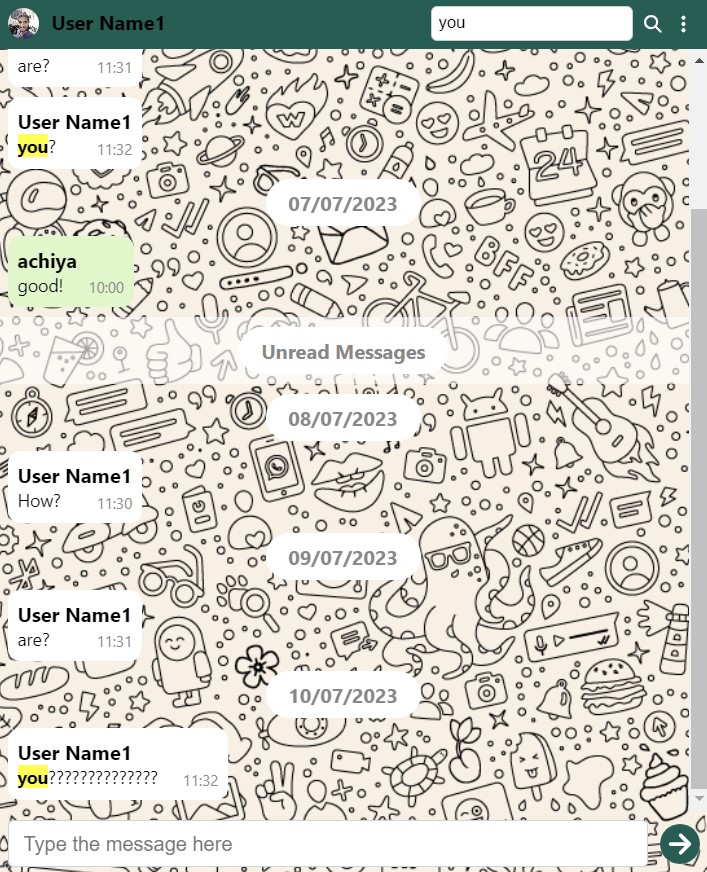 User Name1
you
are?
11:31
User Name1
you?
11:32
07/07/2023
achiya
good!
10:00
Unread Messages
08/07/2023
User Name1
How?
11:30
09/07/2023
User Name1
are?
11:31
10/07/2023
User Name1
you??????????????
11:32
Type the message here
24
BFF